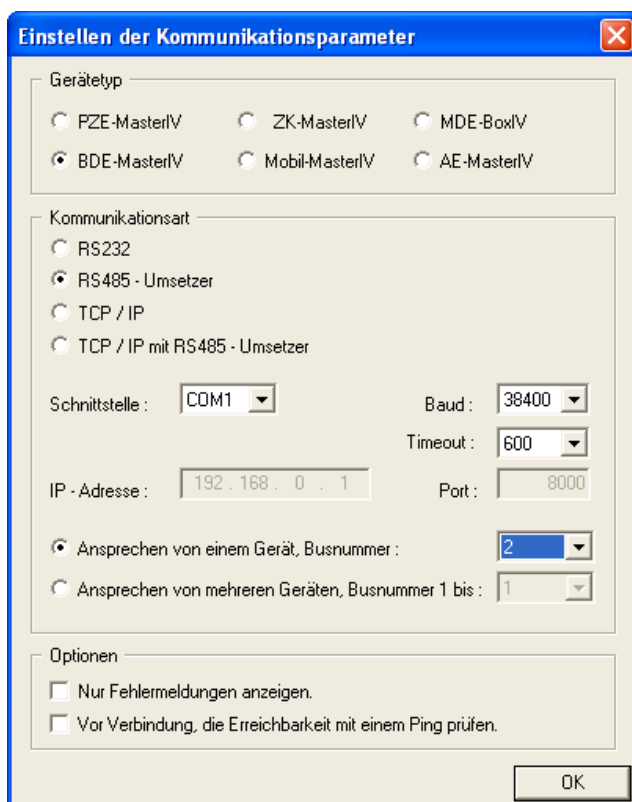 Einstellen der Kommunikationsparameter
Gerätetyp
PZE-MasterIV ZK-MasterIV MDE-BoxIV
BDE-MasterIV Mobil-MasterIV AE-MasterIV
Kommunikationsart
RS232
RS485 - Umsetzer
TCP / IP
TCP / IP mit RS485 - Umsetzer
Schnittstelle : COM1 Baud : 38400
Timeout : 600
IP - Adresse : 192 . 168 . 0 . 1 Port : 8000
Ansprechen von einem Gerät, Busnummer : 2
Ansprechen von mehreren Geräten, Busnummer 1 bis : 1
Optionen
Nur Fehlermeldungen anzeigen.
Vor Verbindung, die Erreichbarkeit mit einem Ping prüfen.
OK